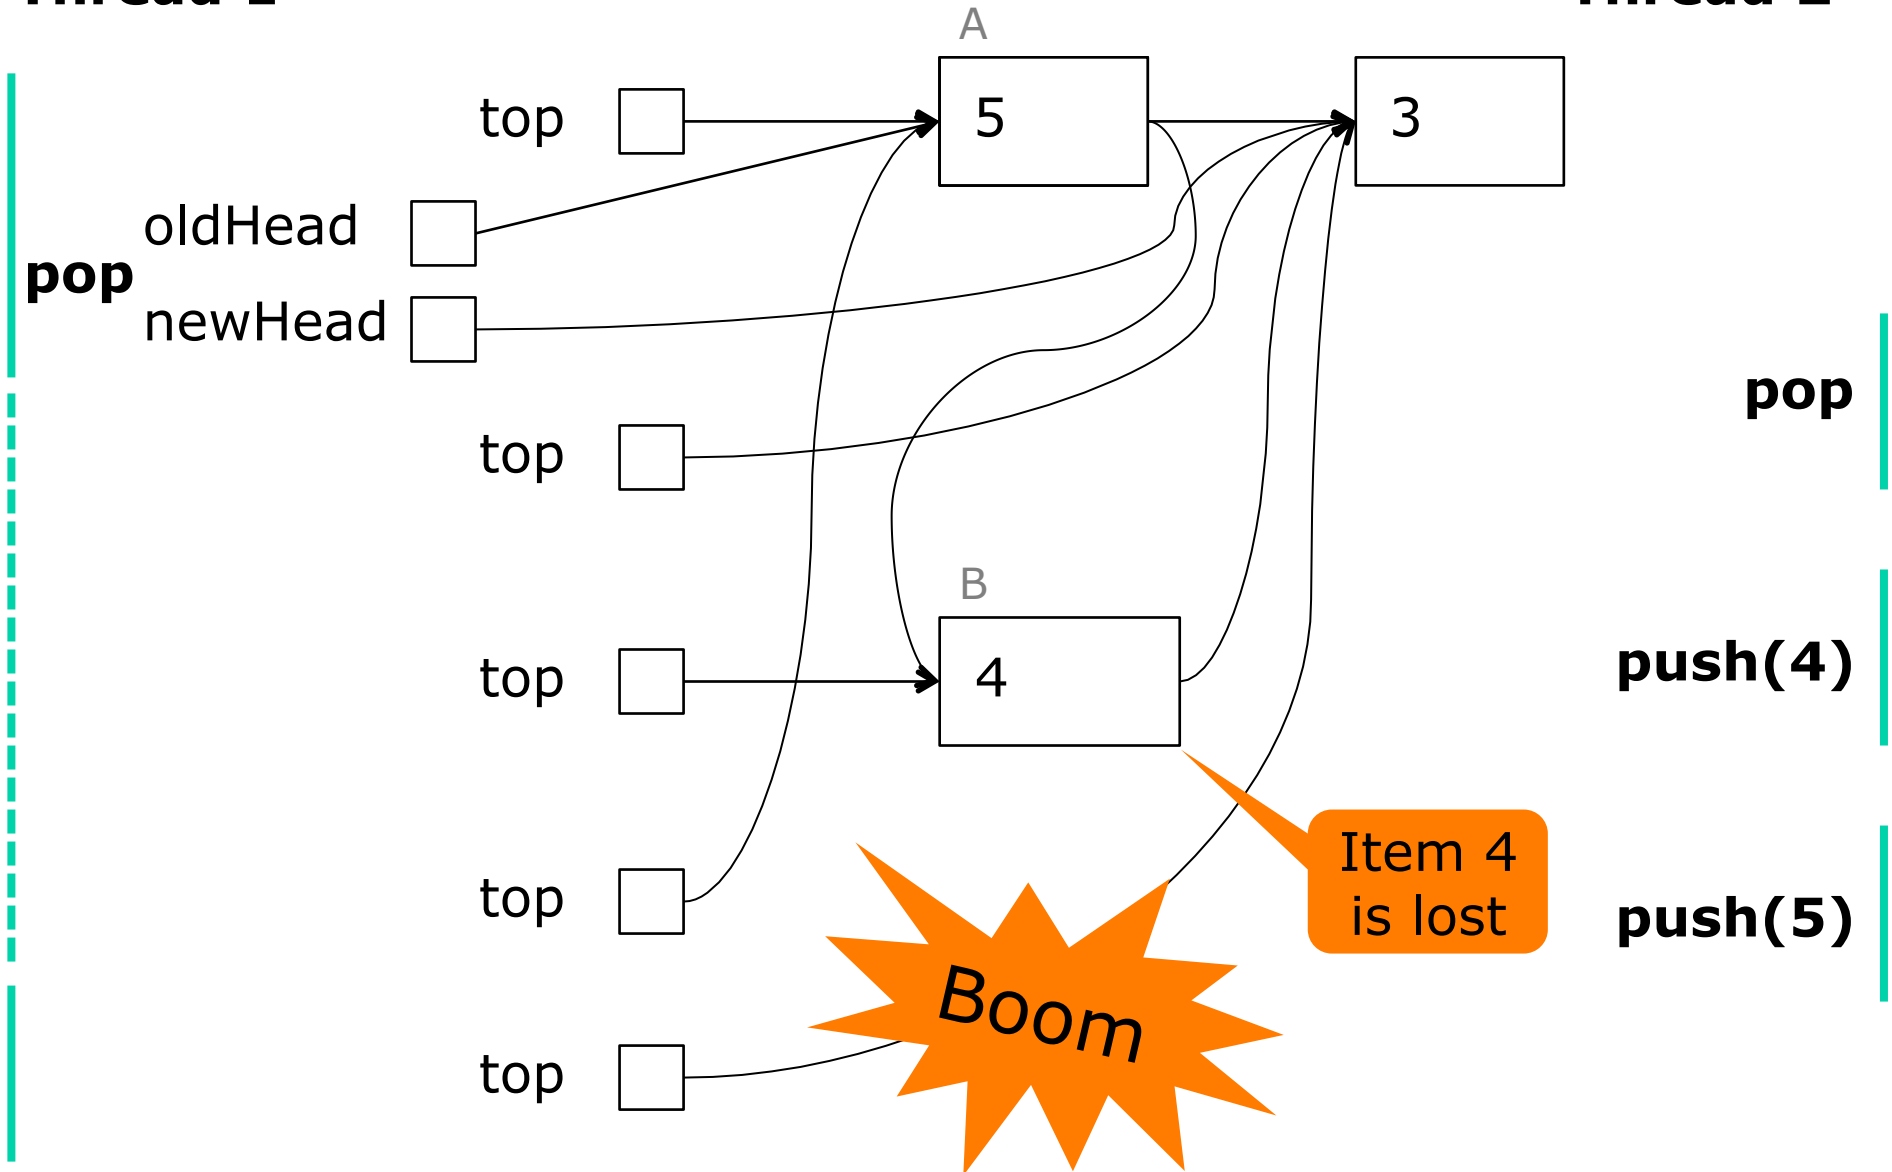 A
top
5
3
oldHead
pop
newHead
pop
top
B
top
4
push(4)
Item 4
is lost
top
push(5)
Boom
top